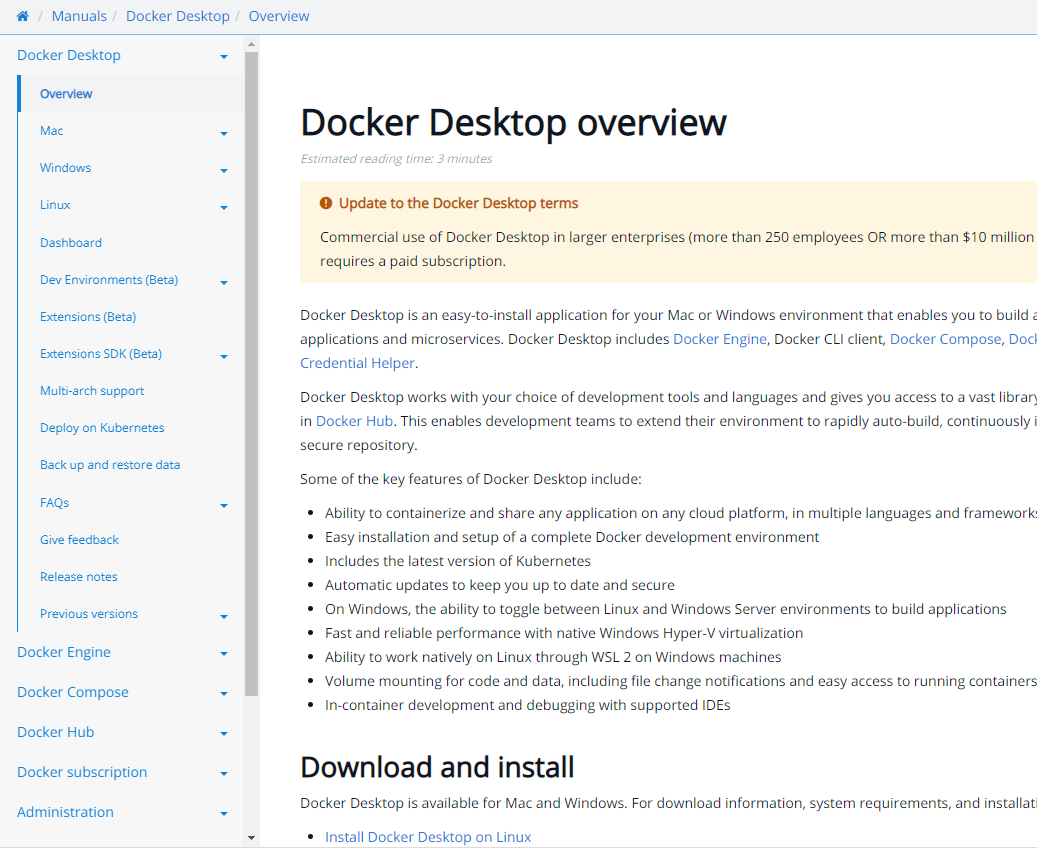 / Manuals / Docker Desktop / Overview
Docker Desktop
Overview
Mac
Windows
Linux
Dashboard
Dev Environments (Beta)
Extensions (Beta)
Extensions SDK (Beta)
Multi-arch support
Deploy on Kubernetes
Back up and restore data
FAQs
Give feedback
Release notes
Previous versions
Docker Engine
Docker Compose
Docker Hub
Docker subscription
Administration
Docker Desktop overview
Estimated reading time: 3 minutes
Update to the Docker Desktop terms
Commercial use of Docker Desktop in larger enterprises (more than 250 employees OR more than $10 million
requires a paid subscription.
Docker Desktop is an easy-to-install application for your Mac or Windows environment that enables you to build
applications and microservices. Docker Desktop includes Docker Engine, Docker CLI client, Docker Compose,
Credential Helper.
Docker Desktop works with your choice of development tools and languages and gives you access to a vast library
in Docker Hub. This enables development teams to extend their environment to rapidly auto-build, continuously
secure repository.
Some of the key features of Docker Desktop include:
• Ability to containerize and share any application on any cloud platform, in multiple languages and frameworks
• Easy installation and setup of a complete Docker development environment
• Includes the latest version of Kubernetes
• Automatic updates to keep you up to date and secure
• On Windows, the ability to toggle between Linux and Windows Server environments to build applications
• Fast and reliable performance with native Windows Hyper-V virtualization
• Ability to work natively on Linux through WSL 2 on Windows machines
• Volume mounting for code and data, including file change notifications and easy access to running containers
• In-container development and debugging with supported IDEs
Download and install
Docker Desktop is available for Mac and Windows. For download information, system requirements, and
• Install Docker Desktop on Linux